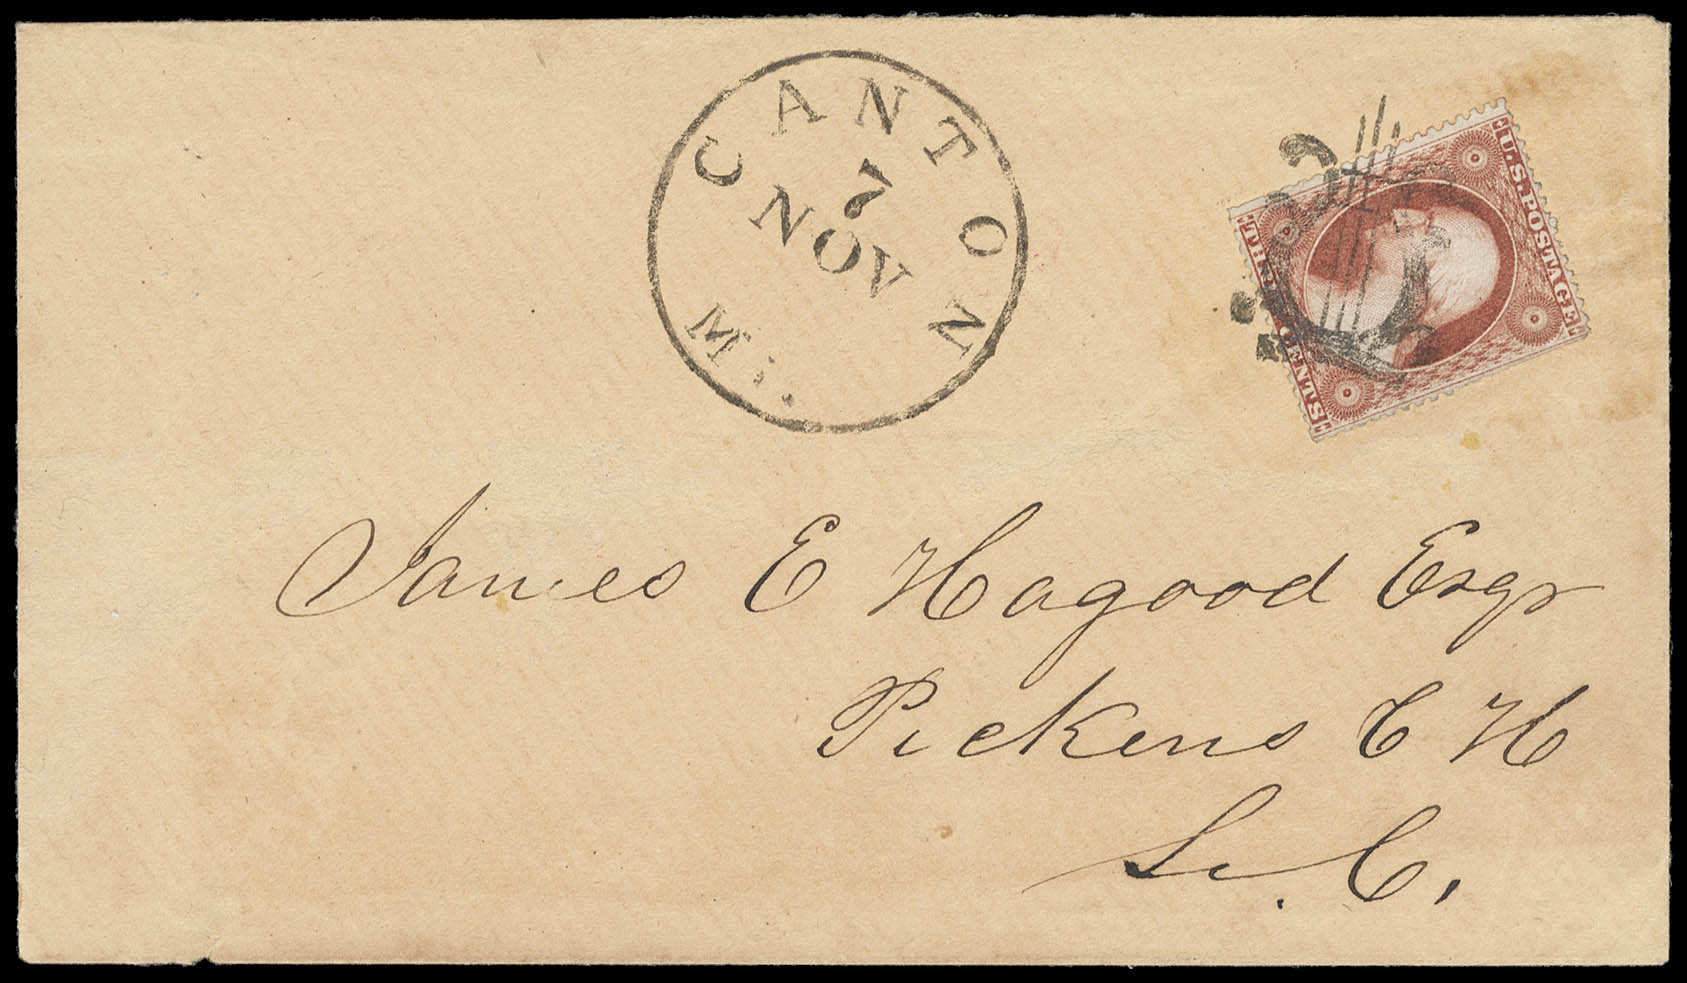 CANTON
7
NOV
M
U.S. POSTAGE
THREE CENTS
James E Hagood Esqr
Pickens C H
S. C.